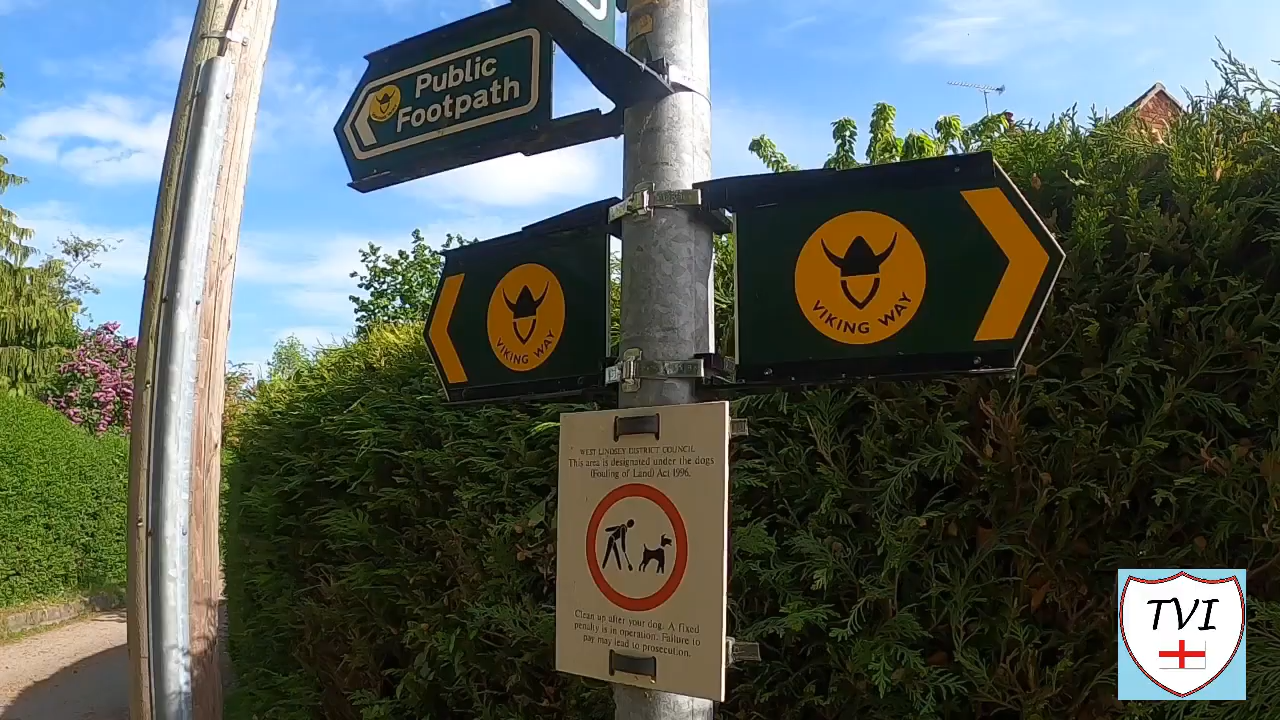 Public
Footpath
VIKING WAY
VIKING WAY
WEST LINDSEY DISTRICT COUNCIL
This area is designated under the dogs
(Fouling of Land) Act 1996.
Clean up after your dog. A fixed
penalty is in operation. Failure to
pay may lead to prosecution.
TVI